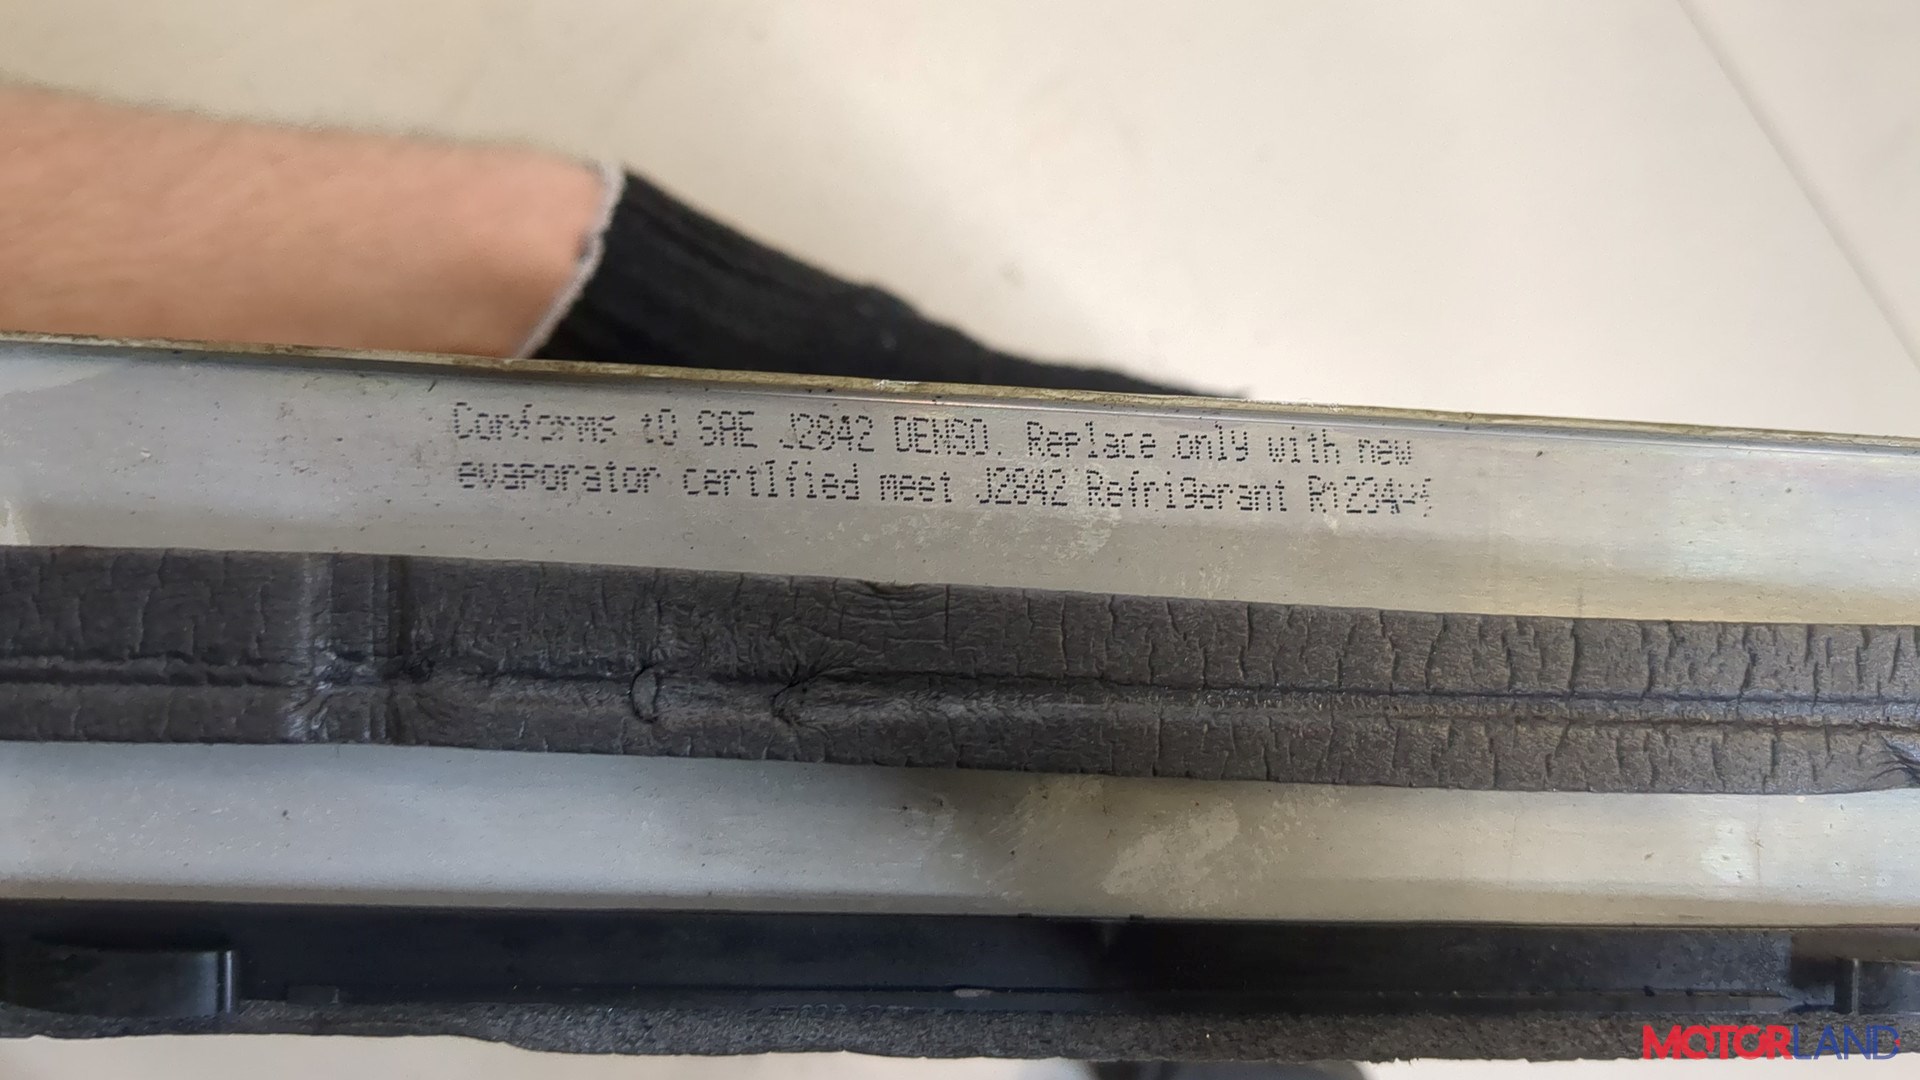 Conforms to SAE J2842 DENSO. Replace only with new
evaporator certified meet J2842 Refrigerant R1234yf
MOTORLAND